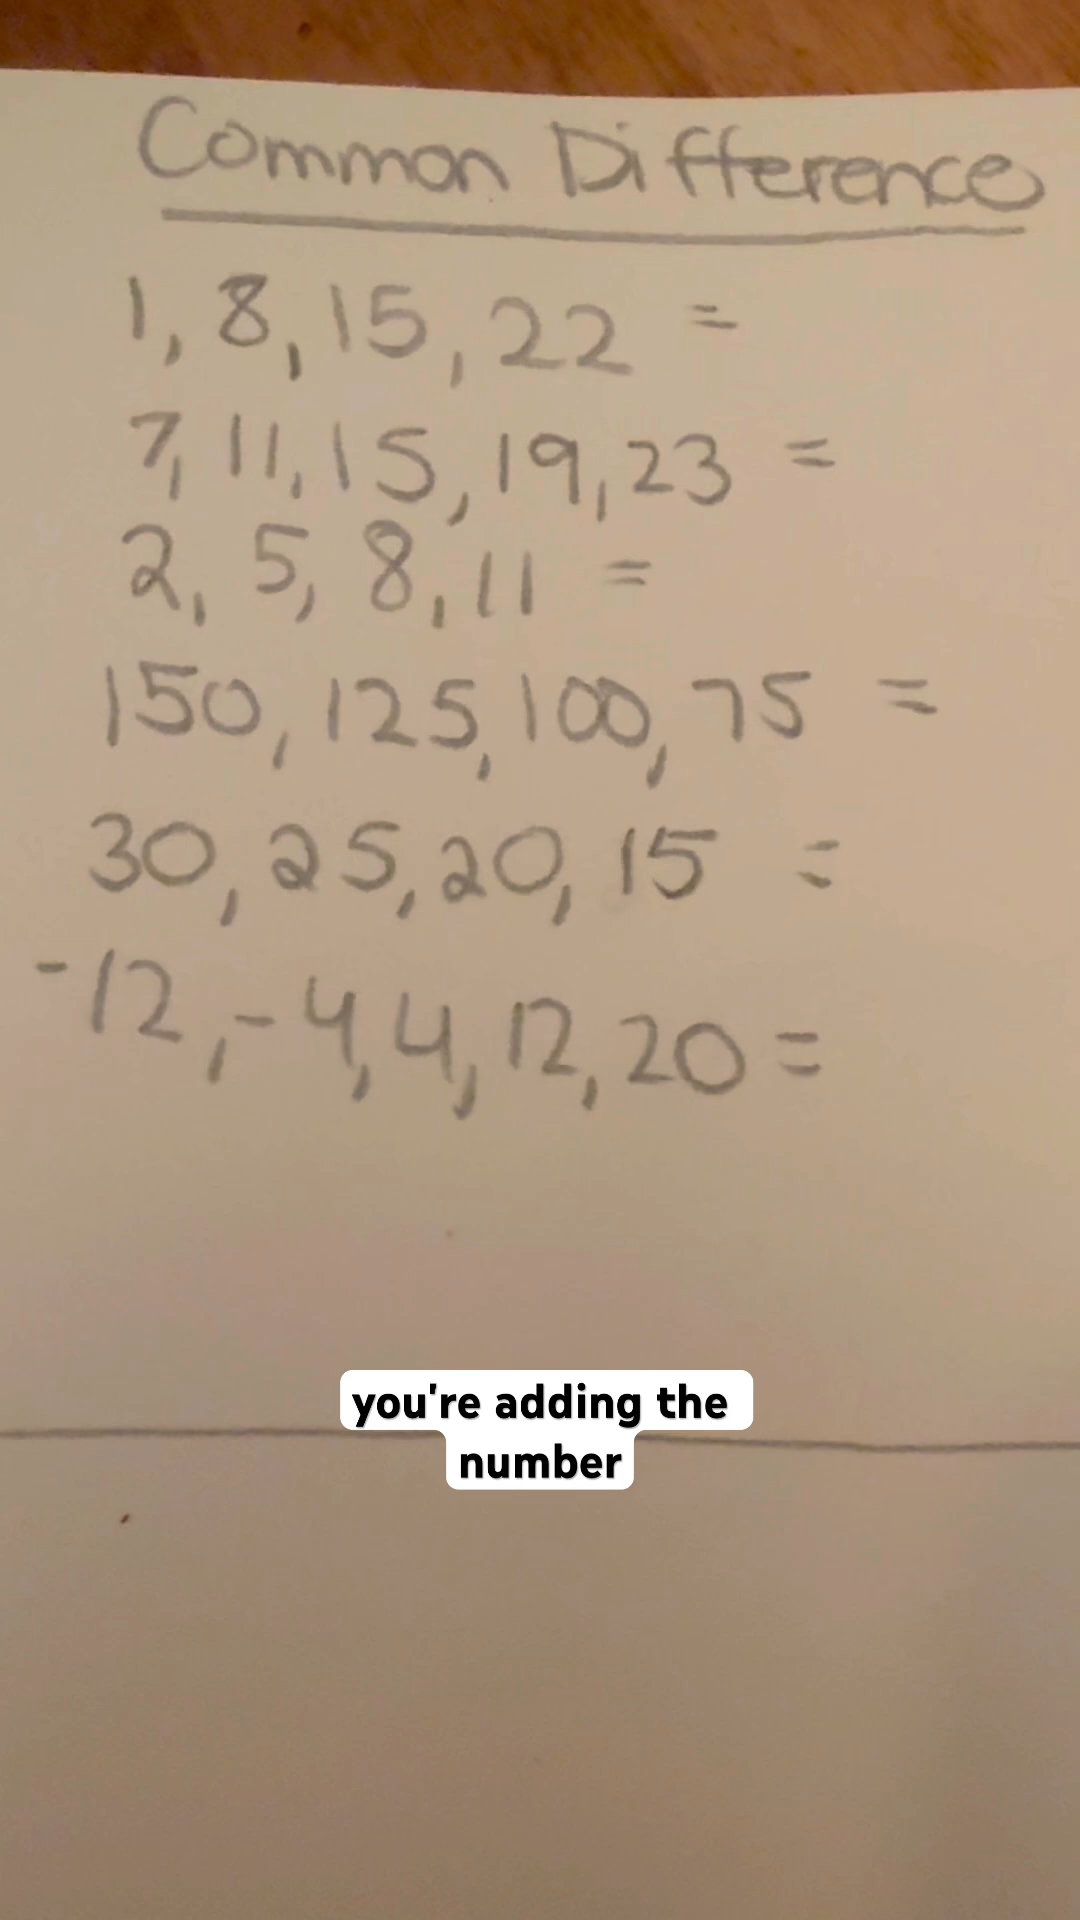 Common Difference
1, 8, 15, 22 =
7, 11, 15, 19, 23 =
2, 5, 8, 11 =
150, 125, 100, 75 =
30, 25, 20, 15 =
-12, -4, 4, 12, 20 =
you're adding the
number